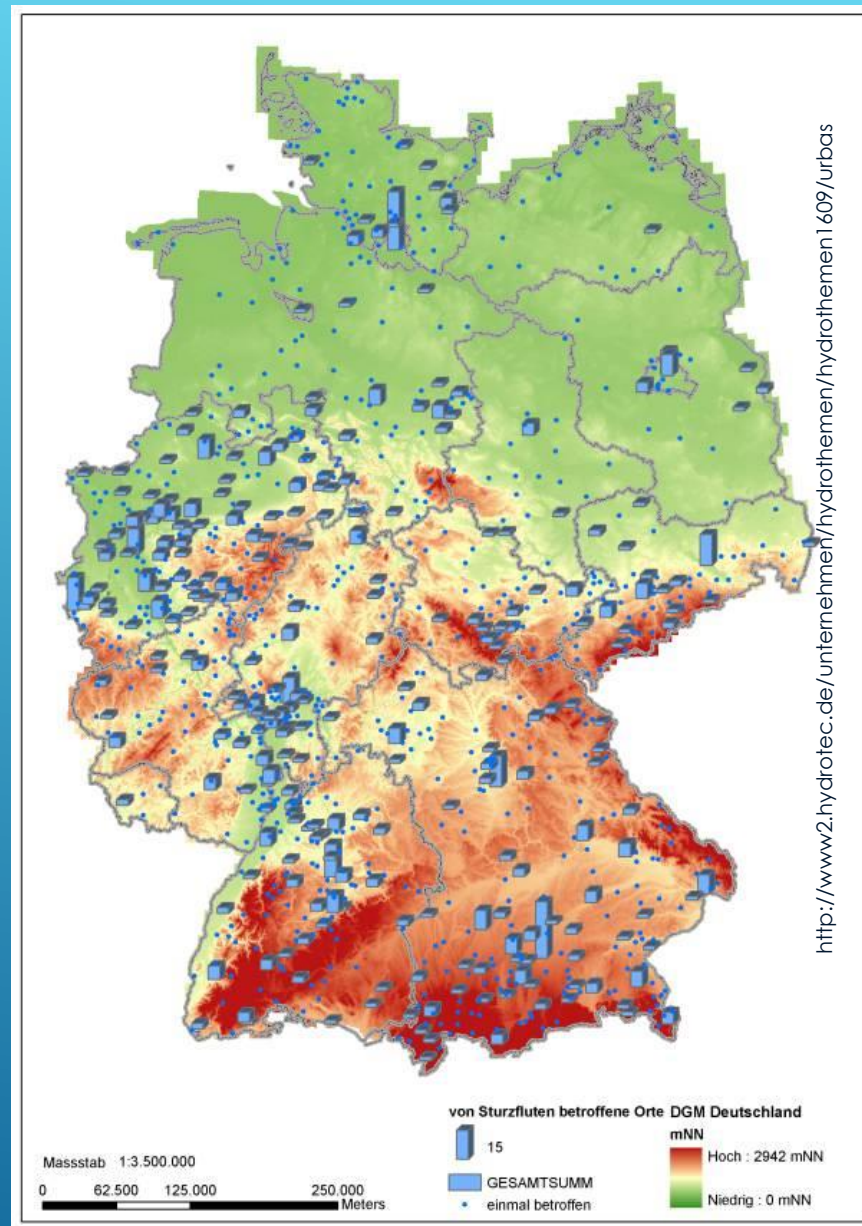 http://www2.hydrotec.de/unternehmen/hydrothemen/hydrothemen1609/urbas
von Sturzfluten betroffene Orte
15
GESAMTSUMM
einmal betroffen
DGM Deutschland
mNN
Hoch : 2942 mNN
Niedrig : 0 mNN
Massstab 1:3.500.000
0 62.500 125.000 250.000
Meters